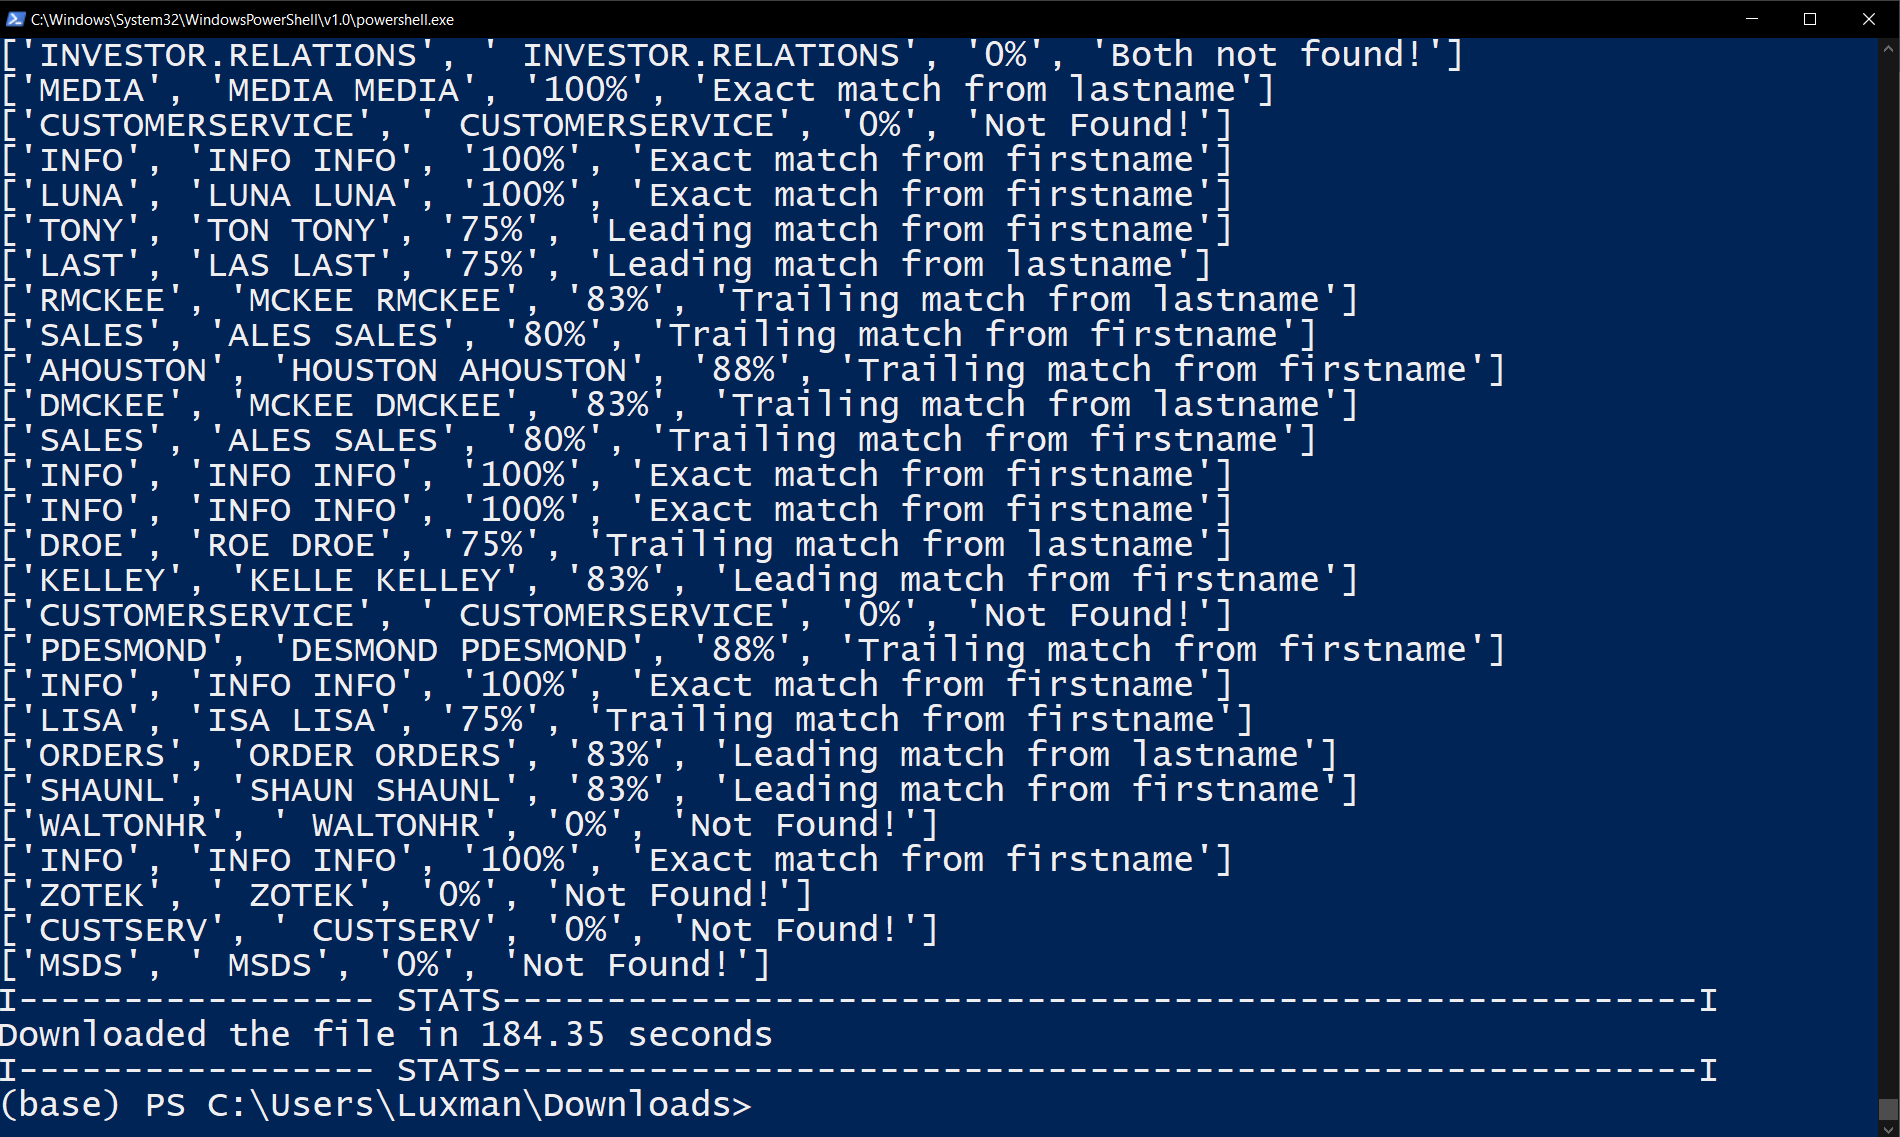 C:\Windows\System32\WindowsPowerShell\v1.0\powershell.exe
['INVESTOR.RELATIONS', ' INVESTOR.RELATIONS', '0%', 'Both not found!']
['MEDIA', 'MEDIA MEDIA', '100%', 'Exact match from lastname']
['CUSTOMERSERVICE', ' CUSTOMERSERVICE', '0%', 'Not Found!']
['INFO', 'INFO INFO', '100%', 'Exact match from firstname']
['LUNA', 'LUNA LUNA', '100%', 'Exact match from firstname']
['TONY', 'TON TONY', '75%', 'Leading match from firstname']
['LAST', 'LAS LAST', '75%', 'Leading match from lastname']
['RMCKEE', 'MCKEE RMCKEE', '83%', 'Trailing match from lastname']
['SALES', 'ALES SALES', '80%', 'Trailing match from firstname']
['AHOUSTON', 'HOUSTON AHOUSTON', '88%', 'Trailing match from firstname']
['DMCKEE', 'MCKEE DMCKEE', '83%', 'Trailing match from lastname']
['SALES', 'ALES SALES', '80%', 'Trailing match from firstname']
['INFO', 'INFO INFO', '100%', 'Exact match from firstname']
['INFO', 'INFO INFO', '100%', 'Exact match from firstname']
['DROE', 'ROE DROE', '75%', 'Trailing match from lastname']
['KELLEY', 'KELLE KELLEY', '83%', 'Leading match from firstname']
['CUSTOMERSERVICE', ' CUSTOMERSERVICE', '0%', 'Not Found!']
['PDESMOND', 'DESMOND PDESMOND', '88%', 'Trailing match from firstname']
['INFO', 'INFO INFO', '100%', 'Exact match from firstname']
['LISA', 'ISA LISA', '75%', 'Trailing match from firstname']
['ORDERS', 'ORDER ORDERS', '83%', 'Leading match from lastname']
['SHAUNL', 'SHAUN SHAUNL', '83%', 'Leading match from firstname']
['WALTONHR', ' WALTONHR', '0%', 'Not Found!']
['INFO', 'INFO INFO', '100%', 'Exact match from firstname']
['ZOTEK', ' ZOTEK', '0%', 'Not Found!']
['CUSTSERV', ' CUSTSERV', '0%', 'Not Found!']
['MSDS', ' MSDS', '0%', 'Not Found!']
I----------------- STATS---------------------------------------------------------I
Downloaded the file in 184.35 seconds
I----------------- STATS---------------------------------------------------------I
(base) PS C:\Users\Luxman\Downloads>